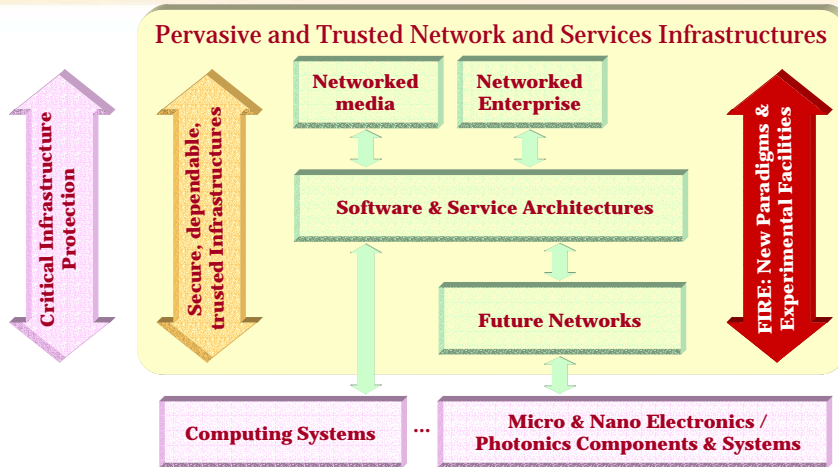 Pervasive and Trusted Network and Services Infrastructures
Networked
media
Networked
Enterprise
Critical Infrastructure
Protection
Secure, dependable,
trusted Infrastructures
FIRE: New Paradigms &
Experimental Facilities
Software & Service Architectures
Future Networks
Computing Systems
...
Micro & Nano Electronics /
Photonics Components & Systems